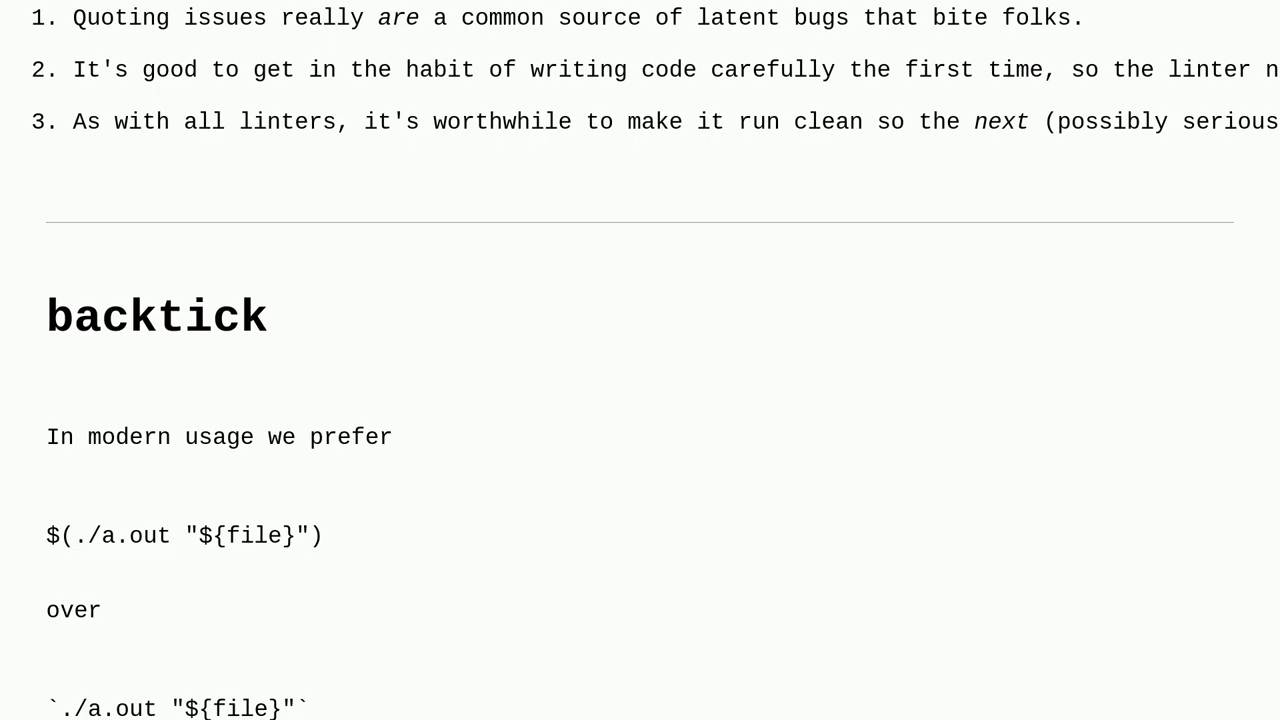 1. Quoting issues really are a common source of latent bugs that bite folks.
2. It's good to get in the habit of writing code carefully the first time, so the linter
3. As with all linters, it's worthwhile to make it run clean so the next (possibly serious
backtick
In modern usage we prefer
$(./a.out "${file}")
over
`./a.out "${file}"`